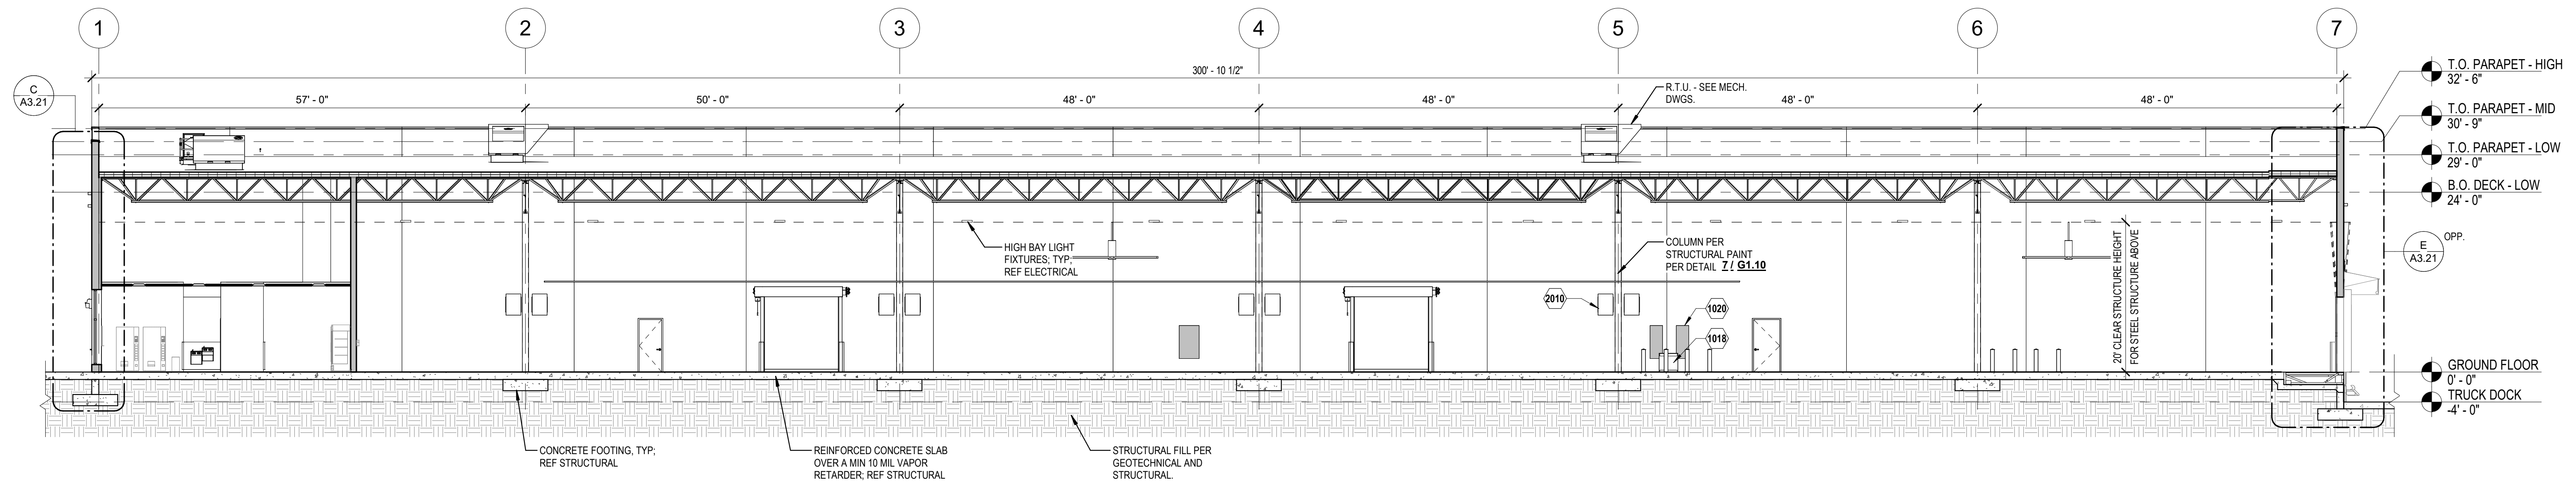 1
2
3
4
5
6
7
300' - 10 1/2"
57' - 0"
50' - 0"
48' - 0"
48' - 0"
48' - 0"
48' - 0"
C
A3.21
R.T.U. - SEE MECH.
DWGS.
T.O. PARAPET - HIGH
32' - 6"
T.O. PARAPET - MID
30' - 9"
T.O. PARAPET - LOW
29' - 0"
B.O. DECK - LOW
24' - 0"
E
A3.21
OPP.
HIGH BAY LIGHT
FIXTURES; TYP;
REF ELECTRICAL
COLUMN PER
STRUCTURAL PAINT
PER DETAIL 7 / G1.10
20' CLEAR STRUCTURE HEIGHT
FOR STEEL STRUCTURE ABOVE
2010
1020
1018
GROUND FLOOR
0' - 0"
TRUCK DOCK
-4' - 0"
CONCRETE FOOTING, TYP;
REF STRUCTURAL
REINFORCED CONCRETE SLAB
OVER A MIN 10 MIL VAPOR
RETARDER; REF STRUCTURAL
STRUCTURAL FILL PER
GEOTECHNICAL AND
STRUCTURAL.